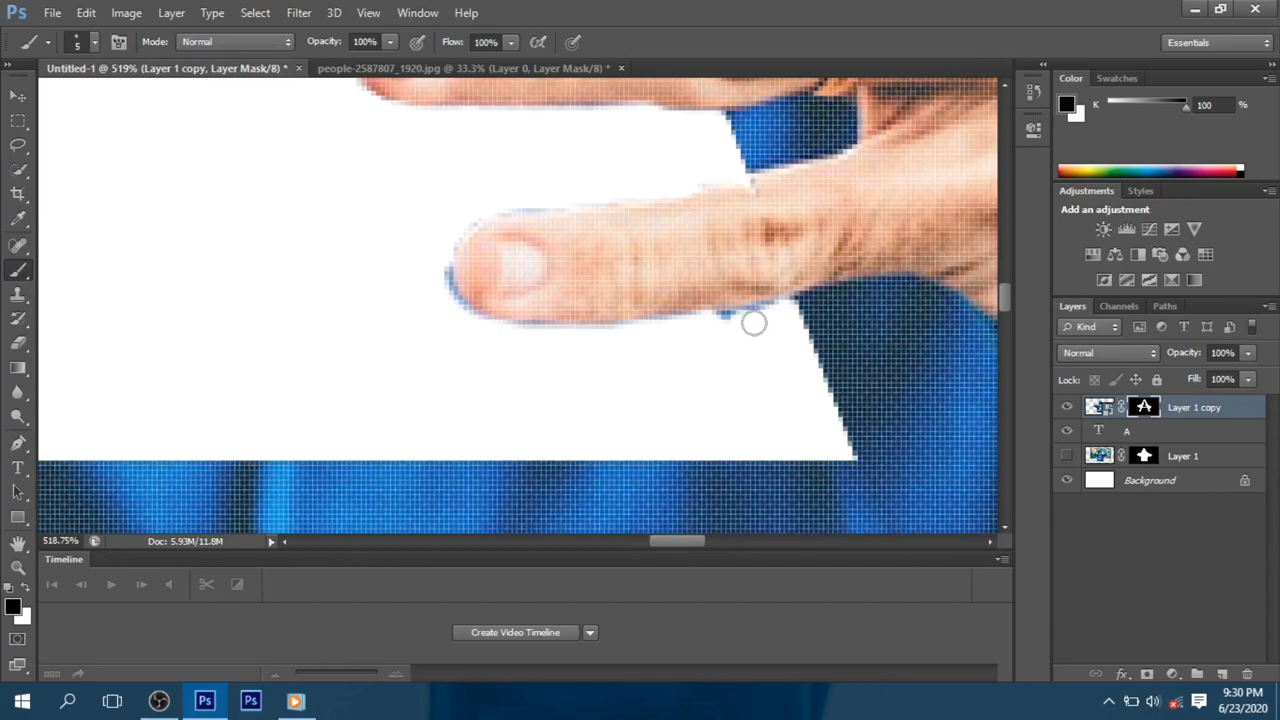 Ps File Edit Image Layer Type Select Filter 3D View Window Help
5 Mode: Normal Opacity: 100% Flow: 100% Essentials
Untitled-1 @ 519% (Layer 1 copy, Layer Mask/8) * × people-2587807_1920.jpg @ 33.3% (Layer 0, Layer Mask/8) * ×
Color Swatches
K 100 %
Adjustments Styles
Add an adjustment
Layers Channels Paths
Kind
Normal Opacity: 100%
Lock: Fill: 100%
Layer 1 copy
T A
Layer 1
Background
518.75% Doc: 5.93M/11.8M
Timeline
Create Video Timeline
Ps Ps 9:30 PM
6/23/2020